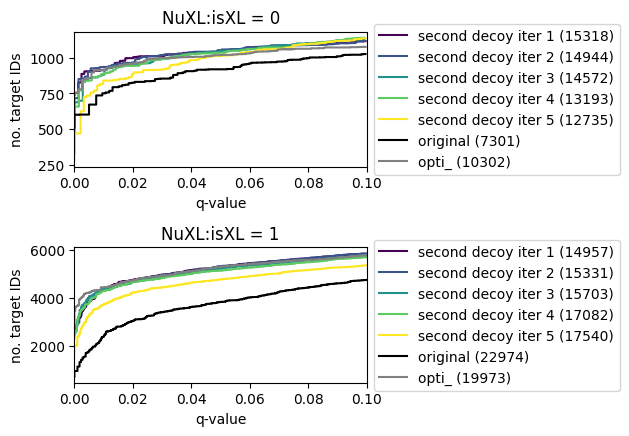 NuXL:isXL = 0
no. target IDs
1000
750
500
250
0.00 0.02 0.04 0.06 0.08 0.10
q-value
second decoy iter 1 (15318)
second decoy iter 2 (14944)
second decoy iter 3 (14572)
second decoy iter 4 (13193)
second decoy iter 5 (12735)
original (7301)
opti_ (10302)
NuXL:isXL = 1
no. target IDs
6000
4000
2000
0.00 0.02 0.04 0.06 0.08 0.10
q-value
second decoy iter 1 (14957)
second decoy iter 2 (15331)
second decoy iter 3 (15703)
second decoy iter 4 (17082)
second decoy iter 5 (17540)
original (22974)
opti_ (19973)